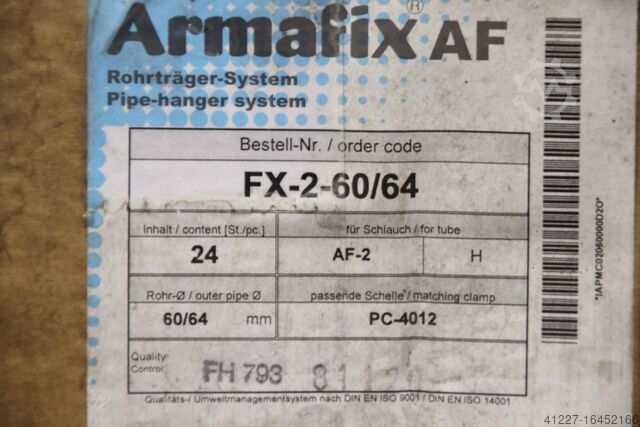 Armafix® AF
Rohrträger-System
Pipe-hanger system
Bestell-Nr. / order code
FX-2-60/64
Inhalt / content [St./pc.]
für Schlauch / for tube
24
AF-2
H
Rohr-Ø / outer pipe Ø
passende Schelle / matching clamp
60/64 mm
PC-4012
Quality
Control
FH 793
Qualitäts-/ Umweltmanagementsystem nach DIN EN ISO 9001 / DIN EN ISO 14001
*IAPMC02060000D2O*
41227-16452166